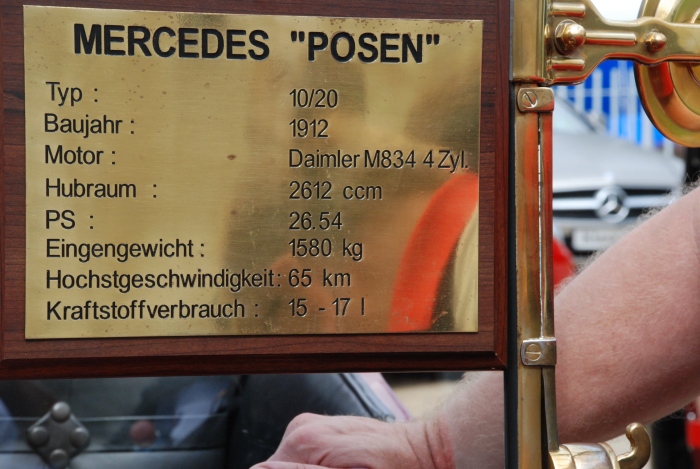 MERCEDES "POSEN"
Typ : 10/20
Baujahr : 1912
Motor : Daimler M834 4 Zyl.
Hubraum : 2612 ccm
PS : 26.54
Eingengewicht : 1580 kg
Hochstgeschwindigkeit: 65 km
Kraftstoffverbrauch : 15 - 17 l